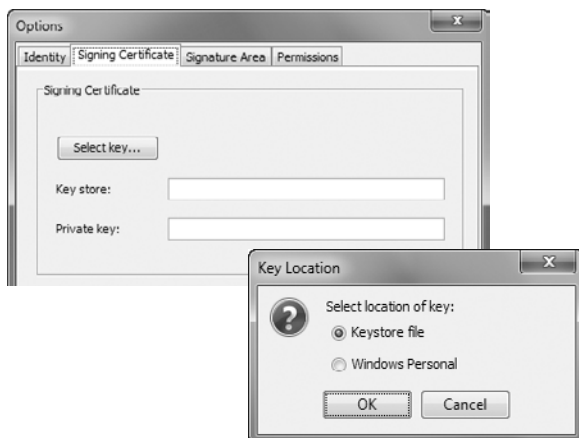 Options
Identity Signing Certificate Signature Area Permissions
Signing Certificate
Select key...
Key store:
Private key:
Key Location
Select location of key:
Keystore file
Windows Personal
OK Cancel